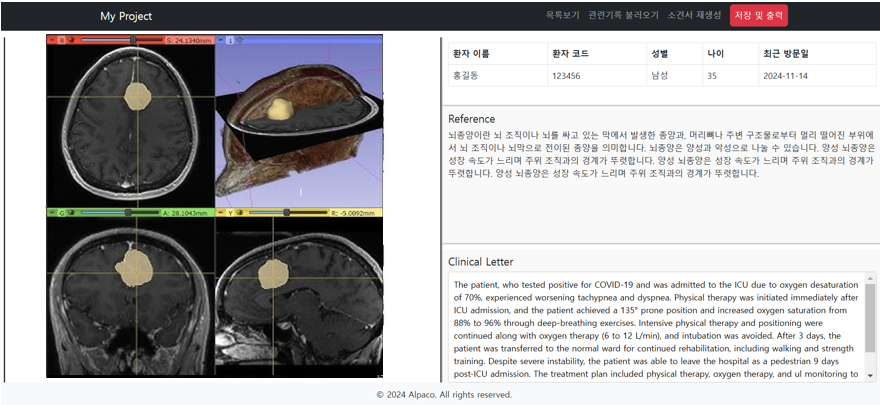 My Project
목록보기 관련기록 불러오기 소견서 재생성 저장 및 출력
R S: 24.1340mm
1
G A: 28.1043mm
Y R: -5.0092mm
환자 이름 환자 코드 성별 나이 최근 방문일
홍길동 123456 남성 35 2024-11-14
Reference
뇌종양이란 뇌 조직이나 뇌를 싸고 있는 막에서 발생한 종양과, 머리뼈나 주변 구조물로부터 멀리 떨어진 부위에
서 뇌 조직이나 뇌막으로 전이된 종양을 의미합니다. 뇌종양은 양성과 악성으로 나눌 수 있습니다. 양성 뇌종양은
성장 속도가 느리며 주위 조직과의 경계가 뚜렷합니다. 양성 뇌종양은 성장 속도가 느리며 주위 조직과의 경계가
뚜렷합니다. 양성 뇌종양은 성장 속도가 느리며 주위 조직과의 경계가 뚜렷합니다.
Clinical Letter
The patient, who tested positive for COVID-19 and was admitted to the ICU due to oxygen desaturation
of 70%, experienced worsening tachypnea and dyspnea. Physical therapy was initiated immediately after
ICU admission, and the patient achieved a 135° prone position and increased oxygen saturation from
88% to 96% through deep-breathing exercises. Intensive physical therapy and positioning were
continued along with oxygen therapy (6 to 12 L/min), and intubation was avoided. After 3 days, the
patient was transferred to the normal ward for continued rehabilitation, including walking and strength
training. Despite severe instability, the patient was able to leave the hospital as a pedestrian 9 days
post-ICU admission. The treatment plan included physical therapy, oxygen therapy, and ul monitoring to
© 2024 Alpaco. All rights reserved.